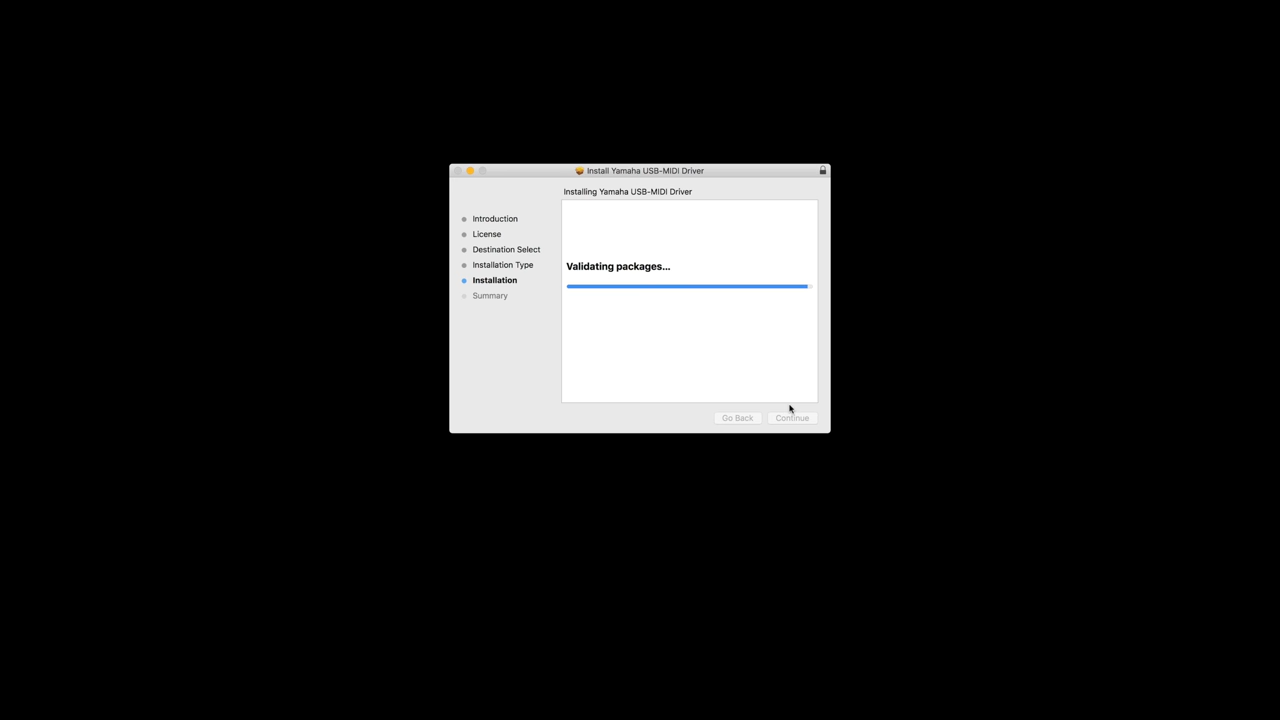 Install Yamaha USB-MIDI Driver
Installing Yamaha USB-MIDI Driver
Introduction
License
Destination Select
Installation Type
Installation
Summary
Validating packages...
Go Back
Continue